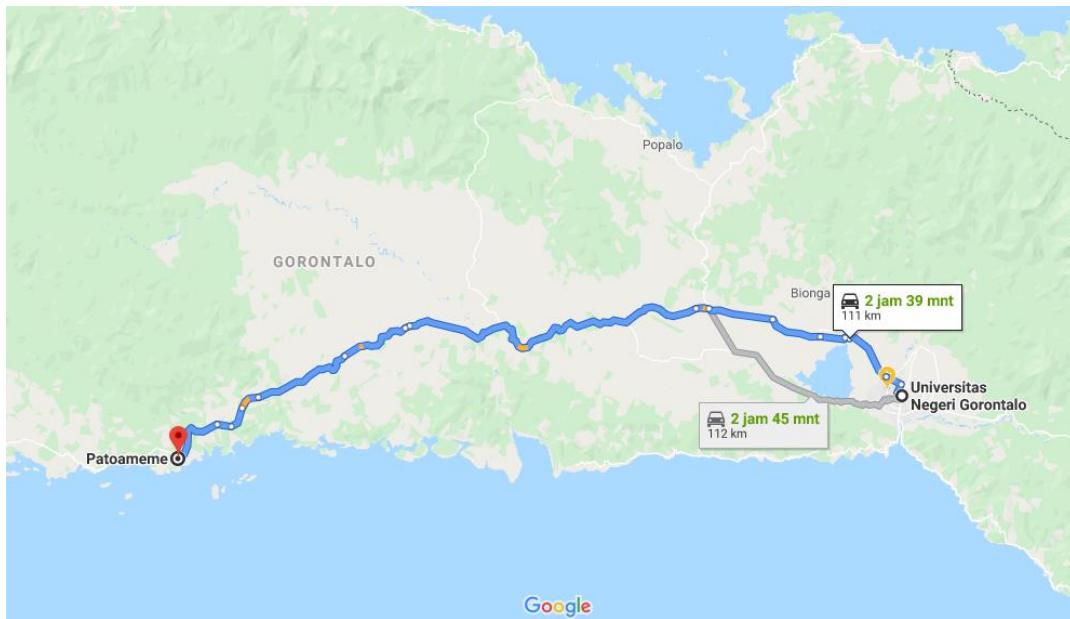 Popalo
GORONTALO
Bionga
2 jam 39 mnt
111 km
Universitas
Negeri Gorontalo
2 jam 45 mnt
112 km
Patoameme
Google